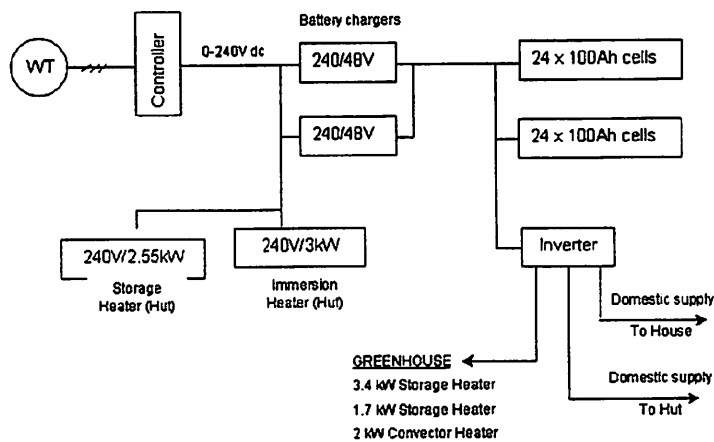 Battery chargers
WT
Controller
0-240V dc
240/48V
24 x 100Ah cells
240/48V
24 x 100Ah cells
240V/2.55kW
240V/3kW
Inverter
Storage
Heater (Hut)
Immersion
Heater (Hut)
Domestic supply
To House
GREENHOUSE
3.4 kW Storage Heater
1.7 kW Storage Heater
2 kW Convector Heater
Domestic supply
To Hut